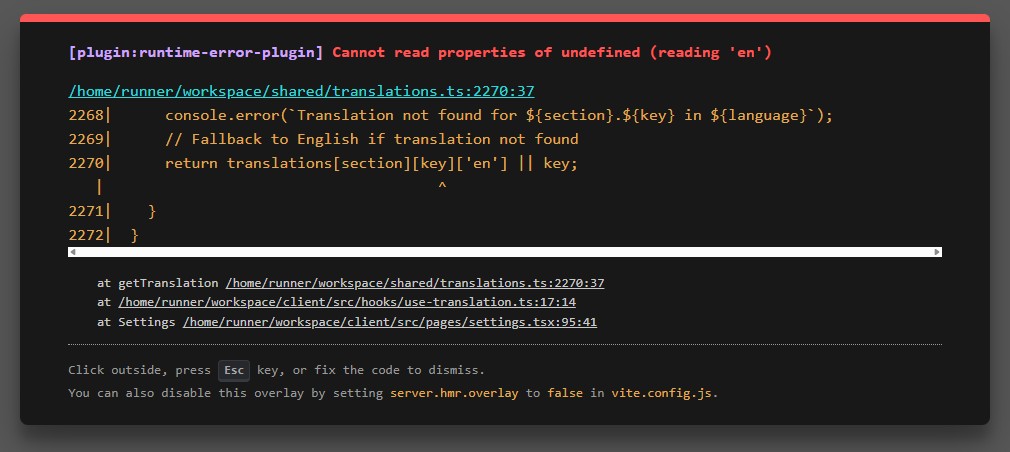 [plugin:runtime-error-plugin] Cannot read properties of undefined (reading 'en')
/home/runner/workspace/shared/translations.ts:2270:37
2268|      console.error(`Translation not found for ${section}.${key} in ${language}`);
2269|      // Fallback to English if translation not found
2270|      return translations[section][key]['en'] || key;
   |                                     ^
2271|    }
2272|  }
at getTranslation /home/runner/workspace/shared/translations.ts:2270:37
at /home/runner/workspace/client/src/hooks/use-translation.ts:17:14
at Settings /home/runner/workspace/client/src/pages/settings.tsx:95:41
Click outside, press Esc key, or fix the code to dismiss.
You can also disable this overlay by setting server.hmr.overlay to false in vite.config.js.